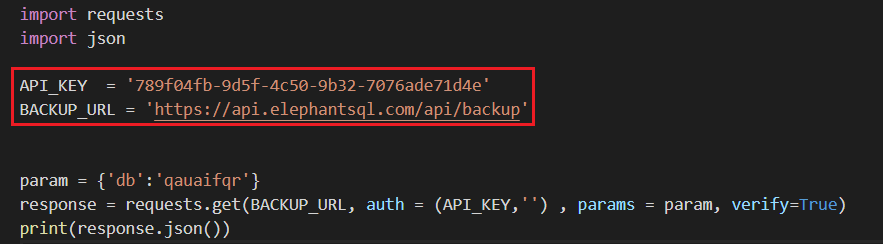 import requests
import json
API_KEY  = '789f04fb-9d5f-4c50-9b32-7076ade71d4e'
BACKUP_URL = 'https://api.elephantsql.com/api/backup'
param = {'db':'qauaifqr'}
response = requests.get(BACKUP_URL, auth = (API_KEY,'') , params = param, verify=True)
print(response.json())